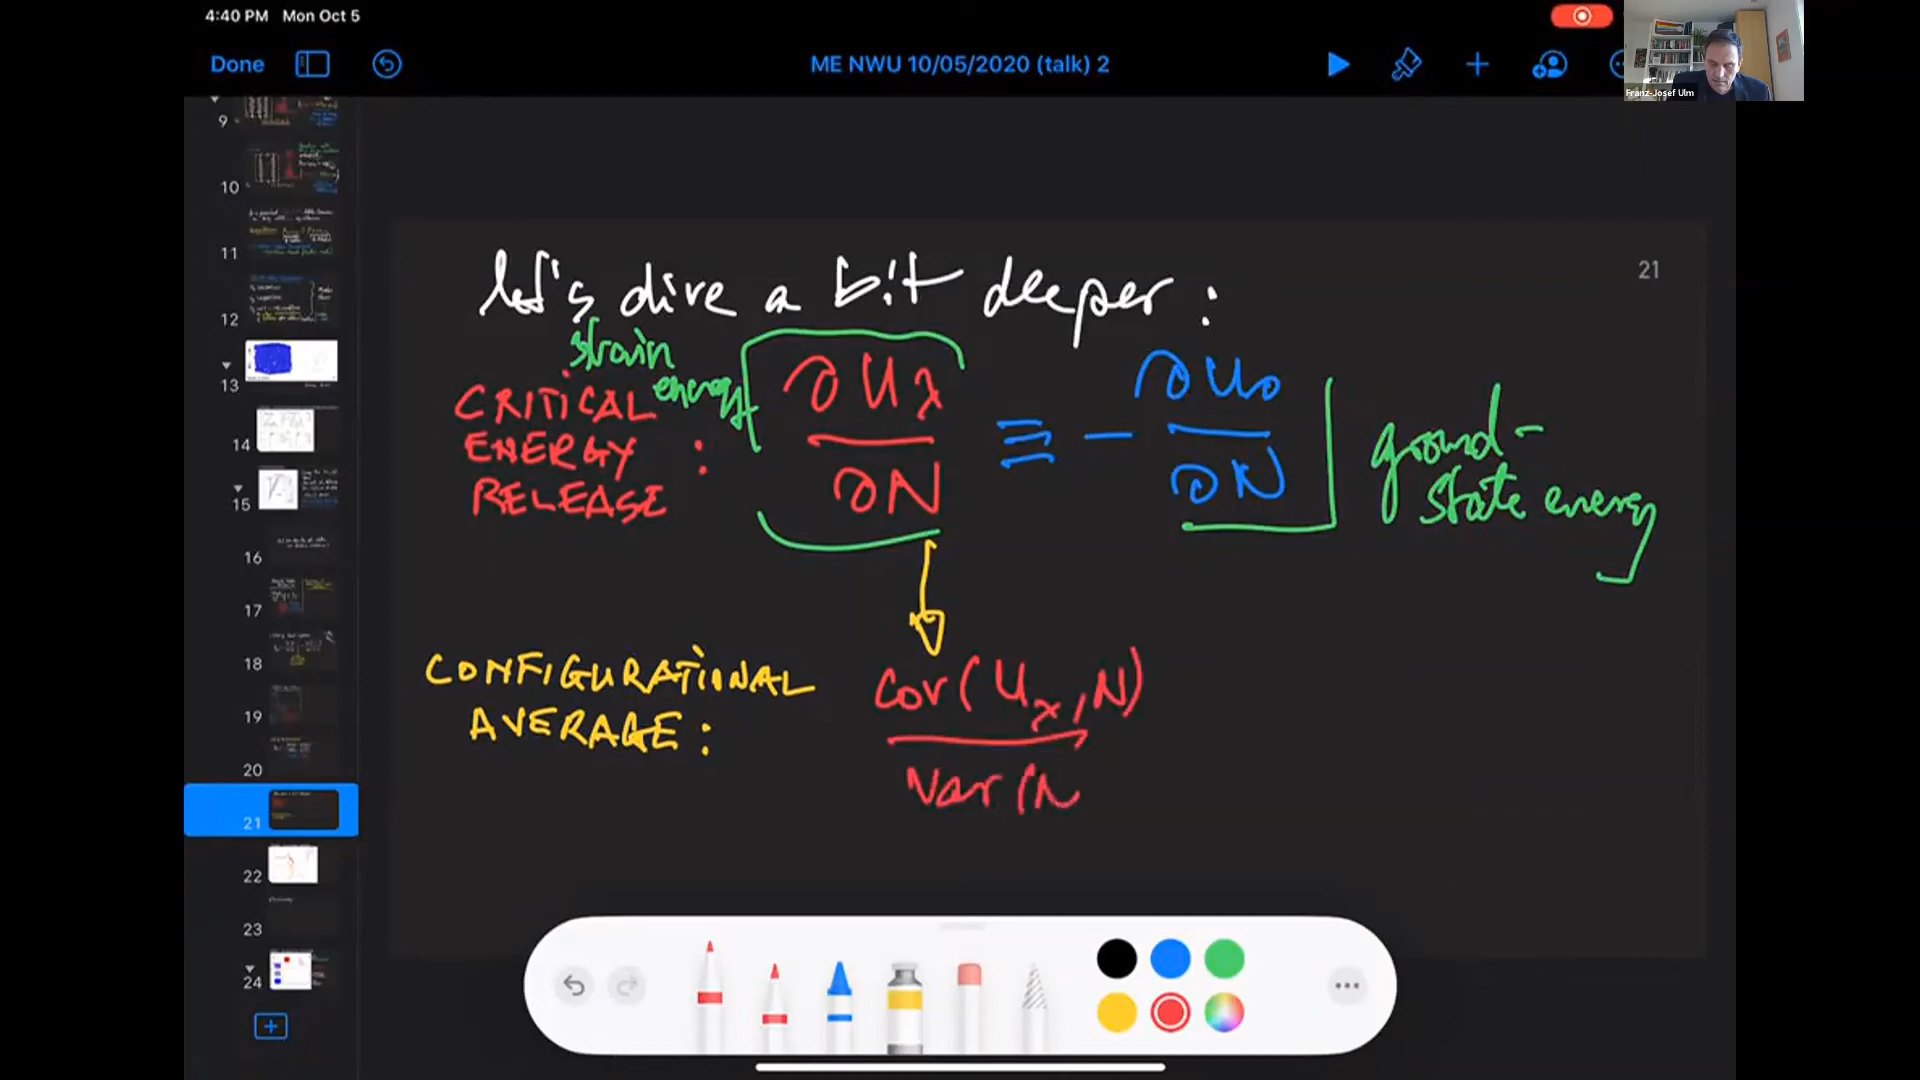 4:40 PM Mon Oct 5
Done
ME NWU 10/05/2020 (talk) 2
Franz-Josef Ulm
9
10
11
12
13
14
15
16
17
18
19
20
21
22
23
24
21
let's dive a bit deeper:
strain
energy
CRITICAL
ENERGY
RELEASE :
∂Uλ
∂N
≡ -
∂U0
∂N
ground-
state energy
CONFIGURATIONAL
AVERAGE:
cov(Uλ,N)
Var(N